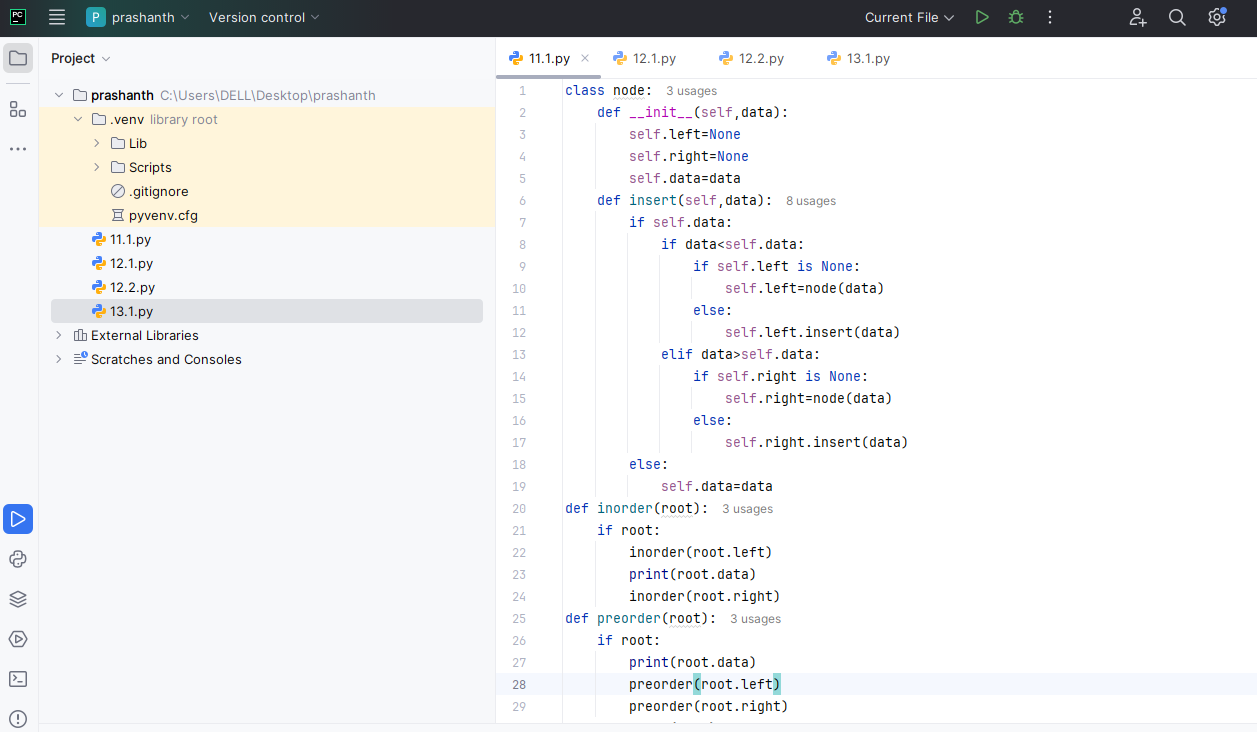 PC
P prashanth Version control Current File
Project
prashanth C:\Users\DELL\Desktop\prashanth
.venv library root
Lib
Scripts
.gitignore
pyvenv.cfg
11.1.py
12.1.py
12.2.py
13.1.py
External Libraries
Scratches and Consoles
11.1.py 12.1.py 12.2.py 13.1.py
1 class node: 3 usages
2     def __init__(self,data):
3         self.left=None
4         self.right=None
5         self.data=data
6     def insert(self,data): 8 usages
7         if self.data:
8             if data<self.data:
9                 if self.left is None:
10                     self.left=node(data)
11                 else:
12                     self.left.insert(data)
13             elif data>self.data:
14                 if self.right is None:
15                     self.right=node(data)
16                 else:
17                     self.right.insert(data)
18         else:
19             self.data=data
20 def inorder(root): 3 usages
21     if root:
22         inorder(root.left)
23         print(root.data)
24         inorder(root.right)
25 def preorder(root): 3 usages
26     if root:
27         print(root.data)
28         preorder(root.left)
29         preorder(root.right)